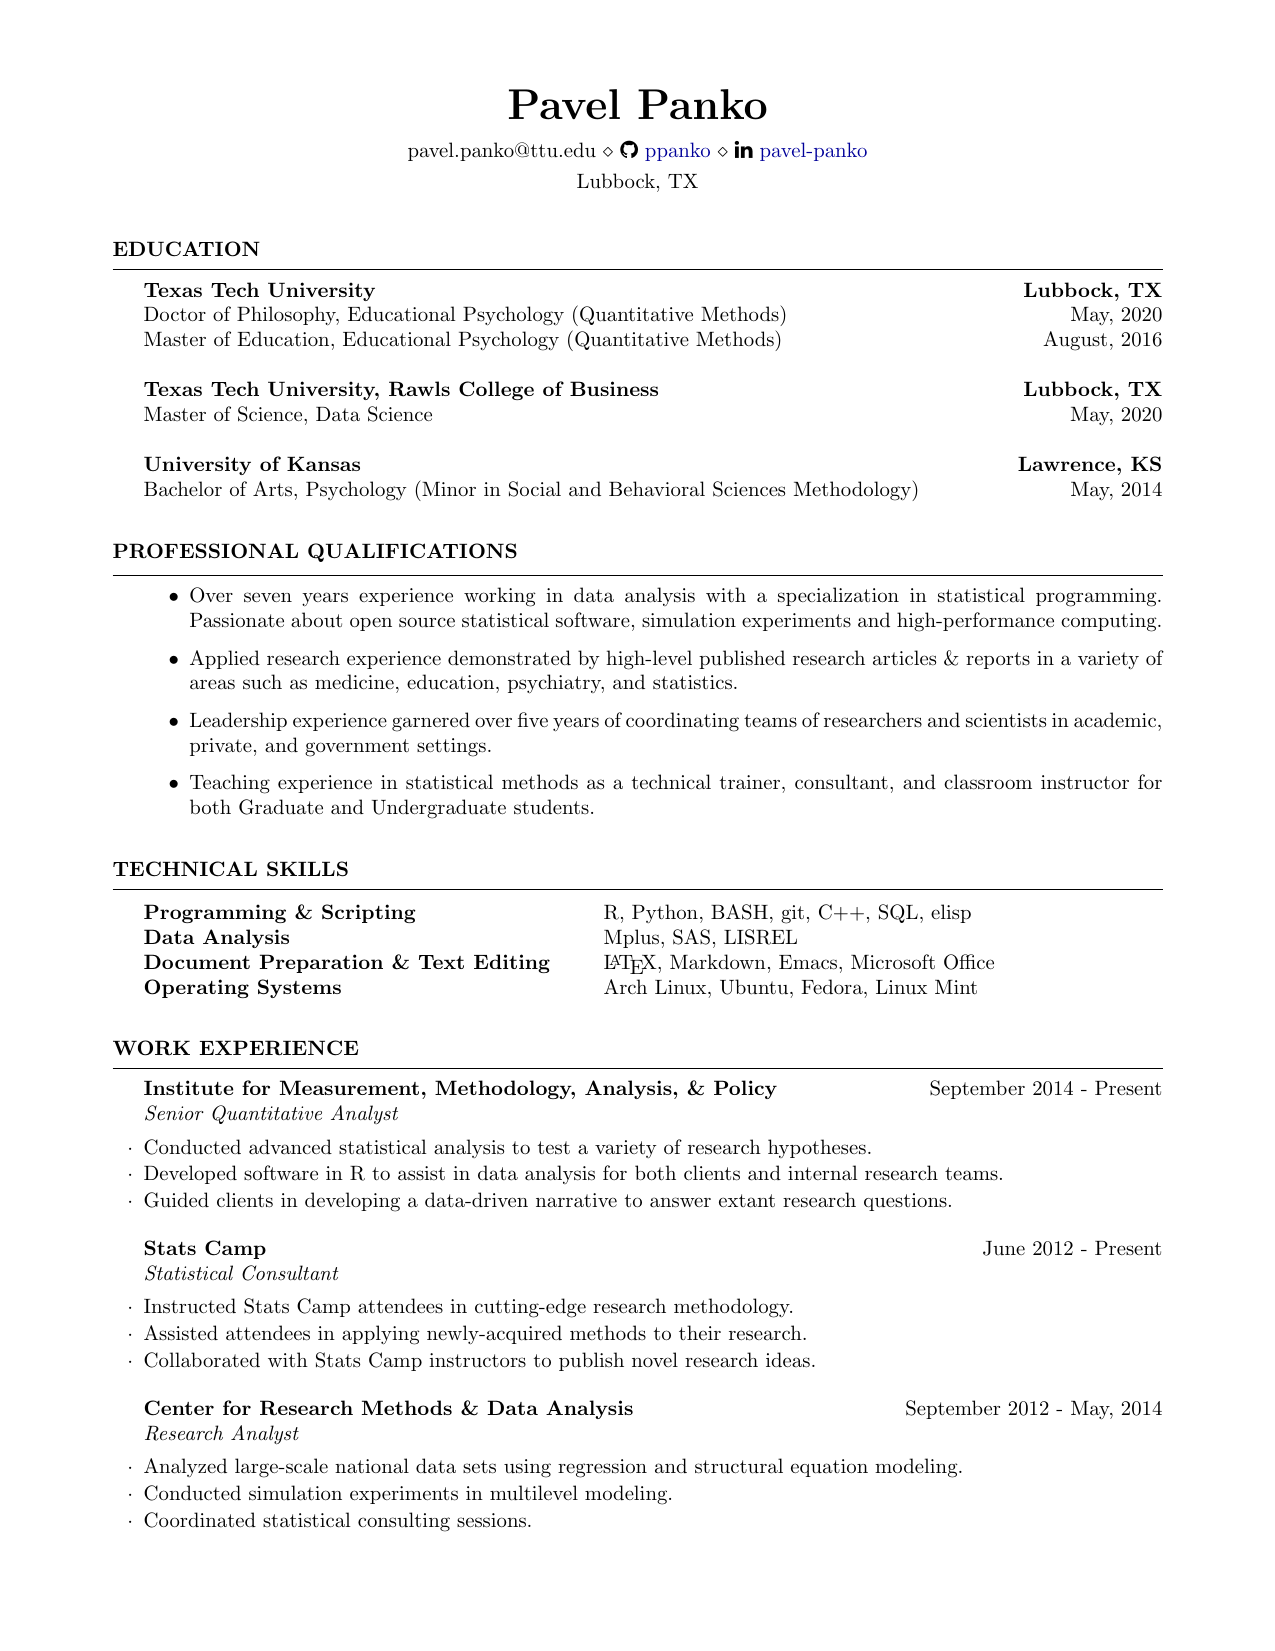 Pavel Panko
pavel.panko@ttu.edu ⋄ ppanko ⋄ pavel-panko
Lubbock, TX
EDUCATION
Texas Tech University Lubbock, TX
Doctor of Philosophy, Educational Psychology (Quantitative Methods) May, 2020
Master of Education, Educational Psychology (Quantitative Methods) August, 2016
Texas Tech University, Rawls College of Business Lubbock, TX
Master of Science, Data Science May, 2020
University of Kansas Lawrence, KS
Bachelor of Arts, Psychology (Minor in Social and Behavioral Sciences Methodology) May, 2014
PROFESSIONAL QUALIFICATIONS
• Over seven years experience working in data analysis with a specialization in statistical programming.
Passionate about open source statistical software, simulation experiments and high-performance computing.
• Applied research experience demonstrated by high-level published research articles & reports in a variety of
areas such as medicine, education, psychiatry, and statistics.
• Leadership experience garnered over five years of coordinating teams of researchers and scientists in academic,
private, and government settings.
• Teaching experience in statistical methods as a technical trainer, consultant, and classroom instructor for
both Graduate and Undergraduate students.
TECHNICAL SKILLS
Programming & Scripting R, Python, BASH, git, C++, SQL, elisp
Data Analysis Mplus, SAS, LISREL
Document Preparation & Text Editing LATEX, Markdown, Emacs, Microsoft Office
Operating Systems Arch Linux, Ubuntu, Fedora, Linux Mint
WORK EXPERIENCE
Institute for Measurement, Methodology, Analysis, & Policy September 2014 - Present
Senior Quantitative Analyst
· Conducted advanced statistical analysis to test a variety of research hypotheses.
· Developed software in R to assist in data analysis for both clients and internal research teams.
· Guided clients in developing a data-driven narrative to answer extant research questions.
Stats Camp June 2012 - Present
Statistical Consultant
· Instructed Stats Camp attendees in cutting-edge research methodology.
· Assisted attendees in applying newly-acquired methods to their research.
· Collaborated with Stats Camp instructors to publish novel research ideas.
Center for Research Methods & Data Analysis September 2012 - May, 2014
Research Analyst
· Analyzed large-scale national data sets using regression and structural equation modeling.
· Conducted simulation experiments in multilevel modeling.
· Coordinated statistical consulting sessions.